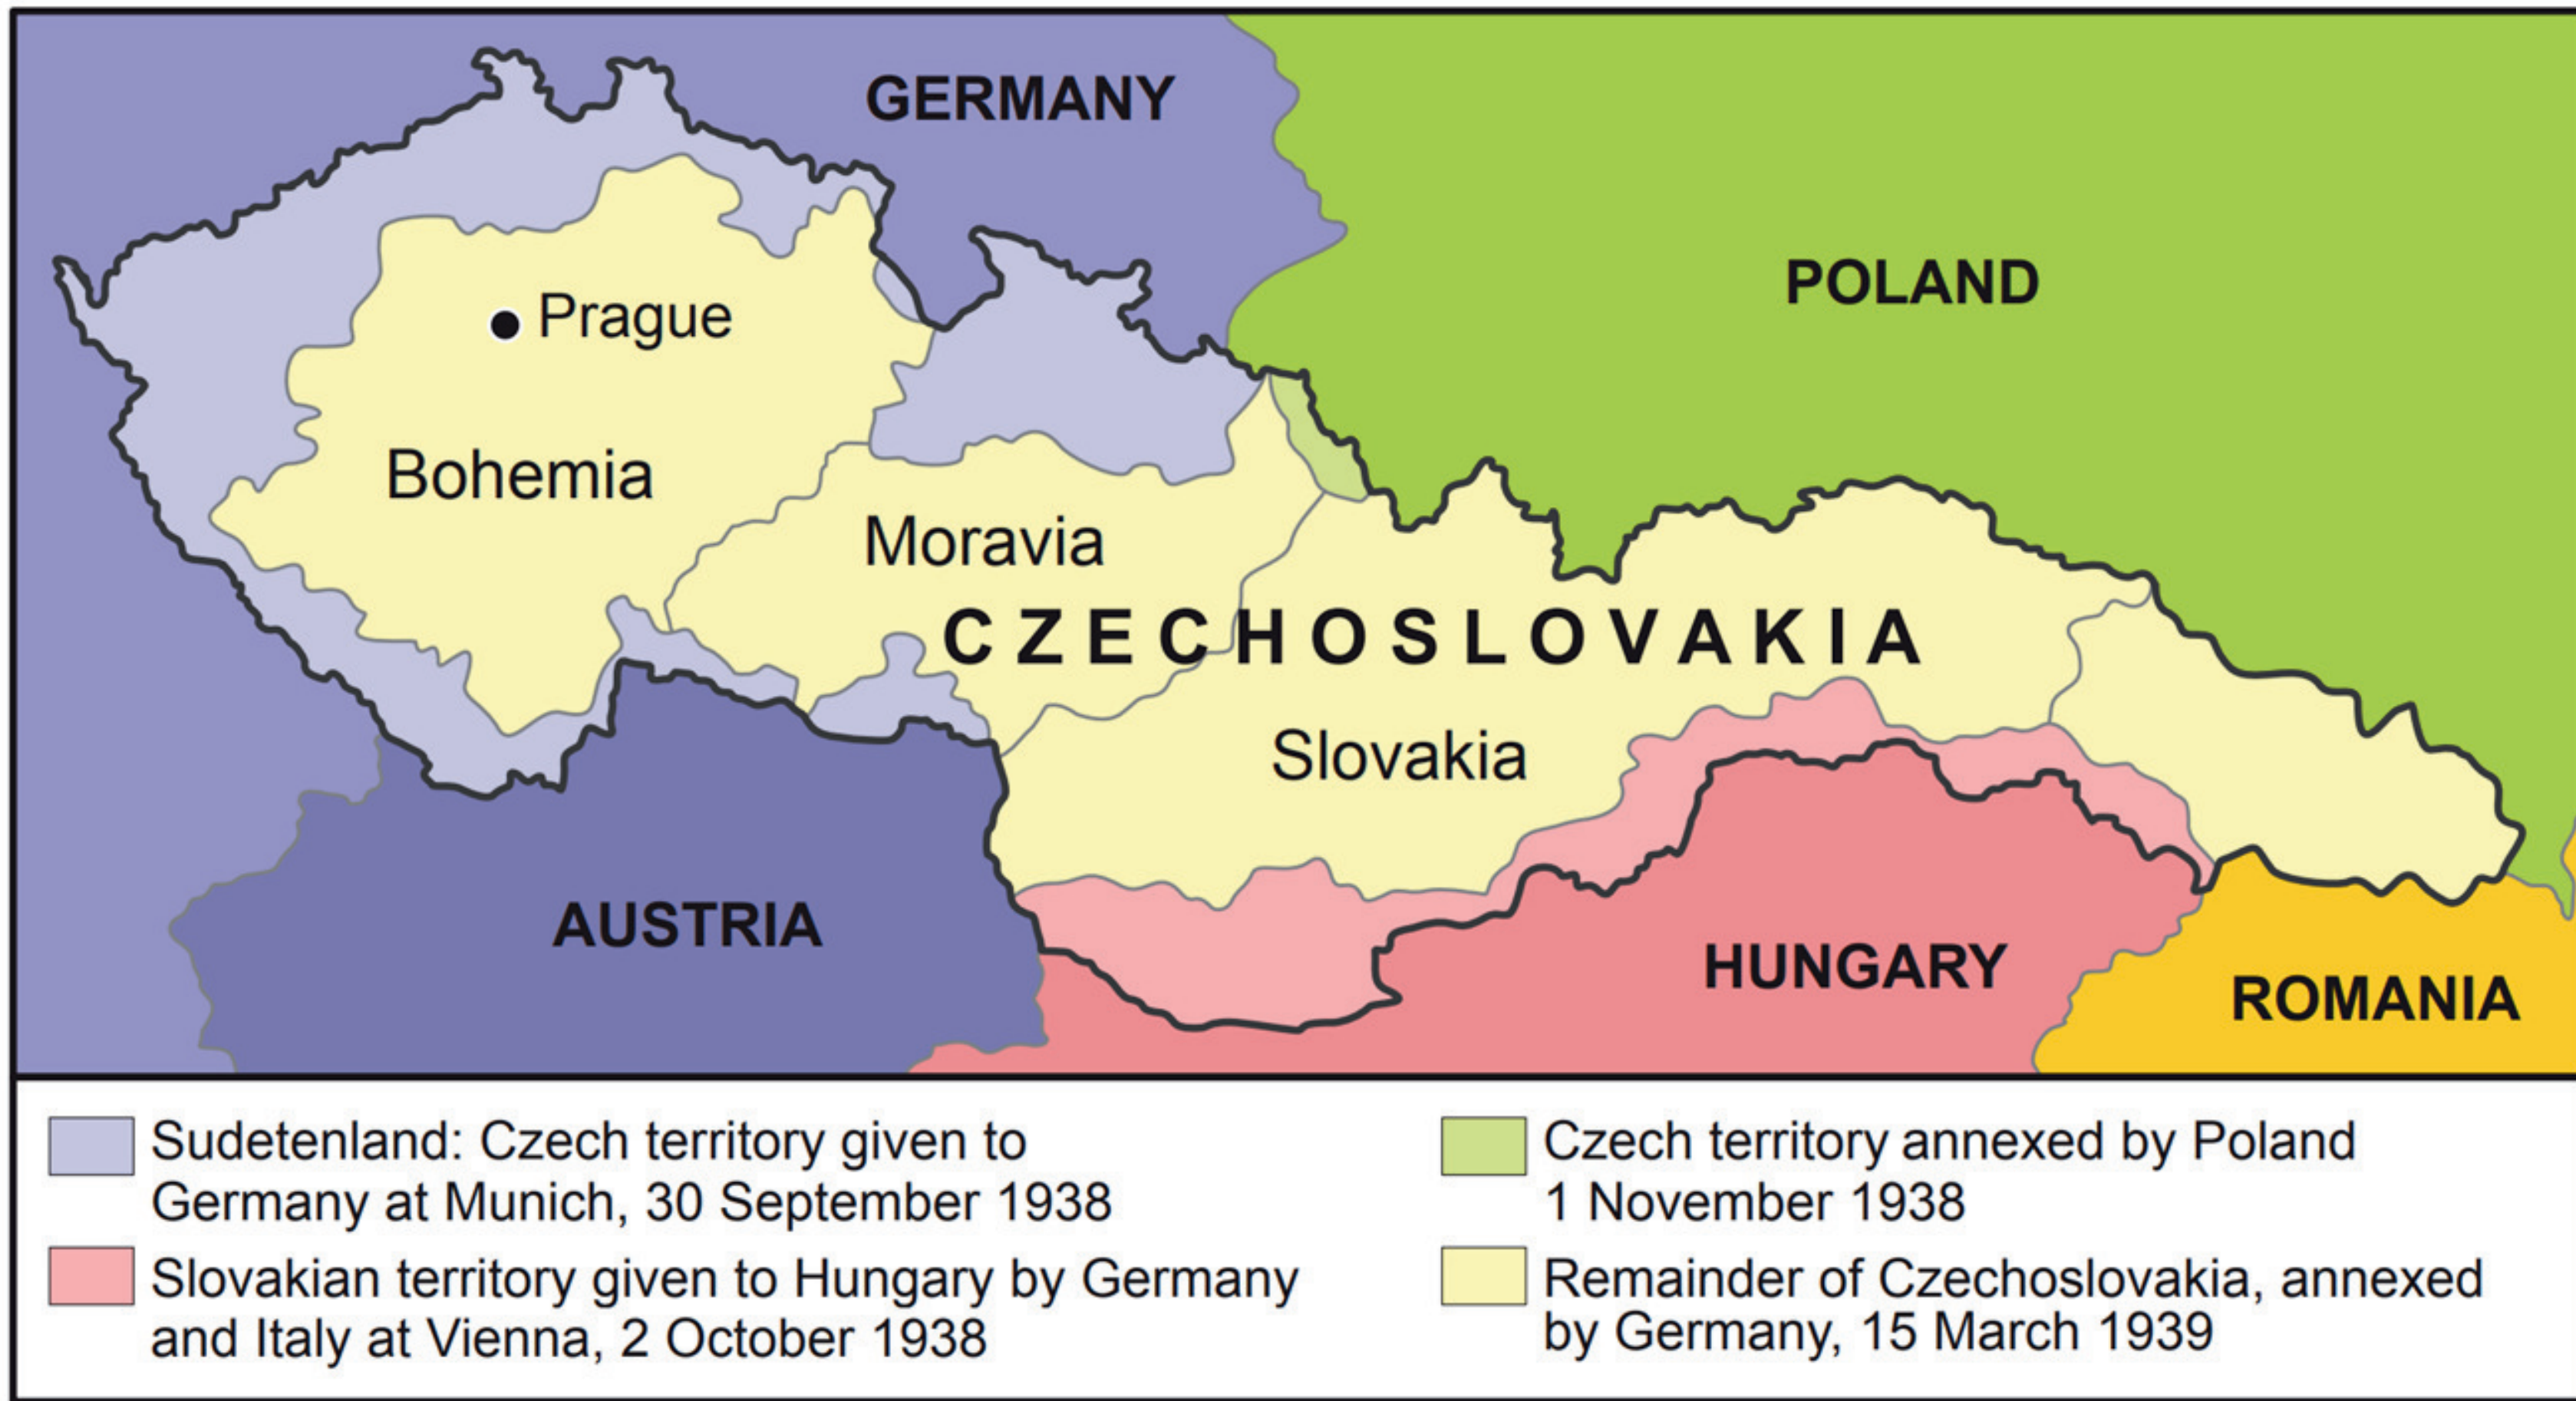 GERMANY
POLAND
Prague
Bohemia
Moravia
CZECHOSLOVAKIA
Slovakia
AUSTRIA
HUNGARY
ROMANIA
Sudetenland: Czech territory given to
Germany at Munich, 30 September 1938
Slovakian territory given to Hungary by Germany
and Italy at Vienna, 2 October 1938
Czech territory annexed by Poland
1 November 1938
Remainder of Czechoslovakia, annexed
by Germany, 15 March 1939